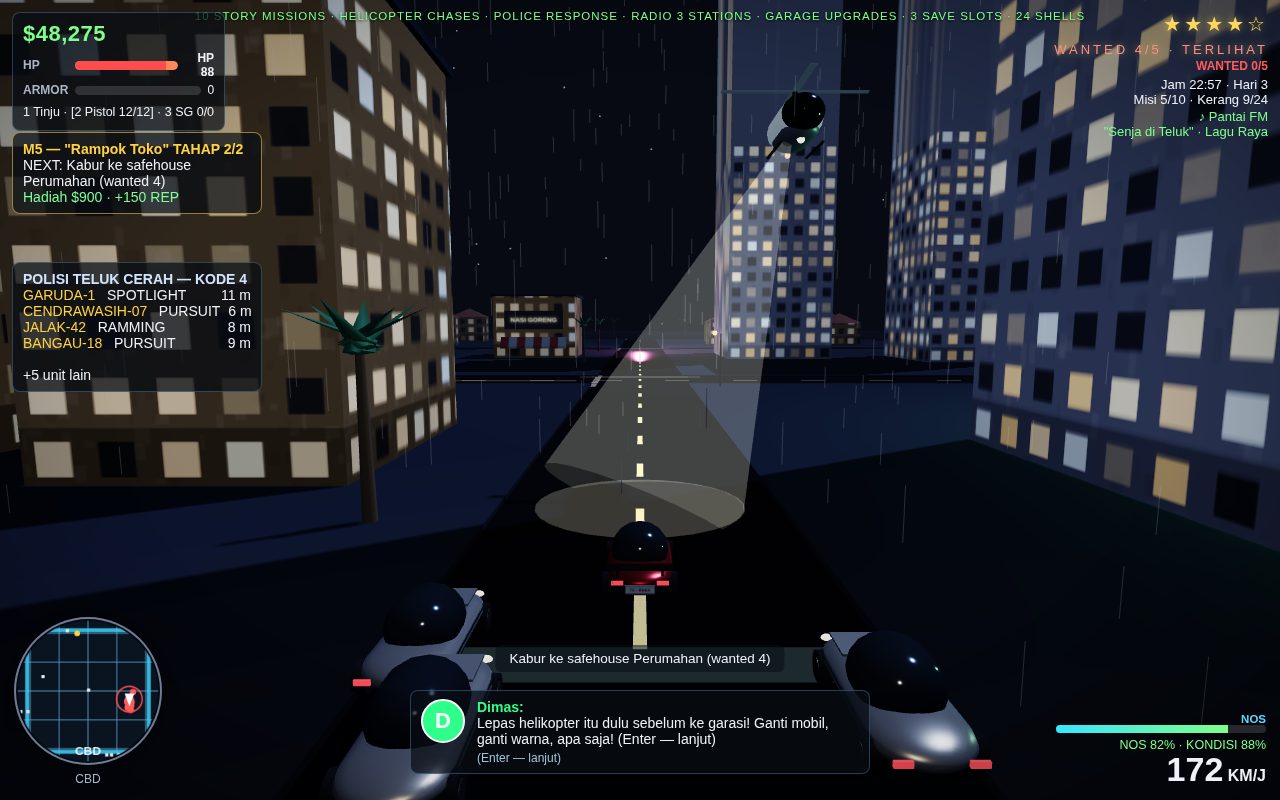 10 STORY MISSIONS · HELICOPTER CHASES · POLICE RESPONSE · RADIO 3 STATIONS · GARAGE UPGRADES · 3 SAVE SLOTS · 24 SHELLS
$48,275
HP
HP 88
ARMOR 0
1 Tinju · [2 Pistol 12/12] · 3 SG 0/0
★★★★☆
WANTED 4/5 · TERLIHAT
WANTED 0/5
Jam 22:57 · Hari 3
Misi 5/10 · Kerang 9/24
♪ Pantai FM
"Senja di Teluk" · Lagu Raya
M5 — "Rampok Toko" TAHAP 2/2
NEXT: Kabur ke safehouse
Perumahan (wanted 4)
Hadiah $900 · +150 REP
POLISI TELUK CERAH — KODE 4
GARUDA-1 SPOTLIGHT 11 m
CENDRAWASIH-07 PURSUIT 6 m
JALAK-42 RAMMING 8 m
BANGAU-18 PURSUIT 9 m
+5 unit lain
NASI GORENG
Kabur ke safehouse Perumahan (wanted 4)
D
Dimas:
Lepas helikopter itu dulu sebelum ke garasi! Ganti mobil,
ganti warna, apa saja! (Enter — lanjut)
(Enter — lanjut)
CBD
CBD
NOS
NOS 82% · KONDISI 88%
172 KM/J